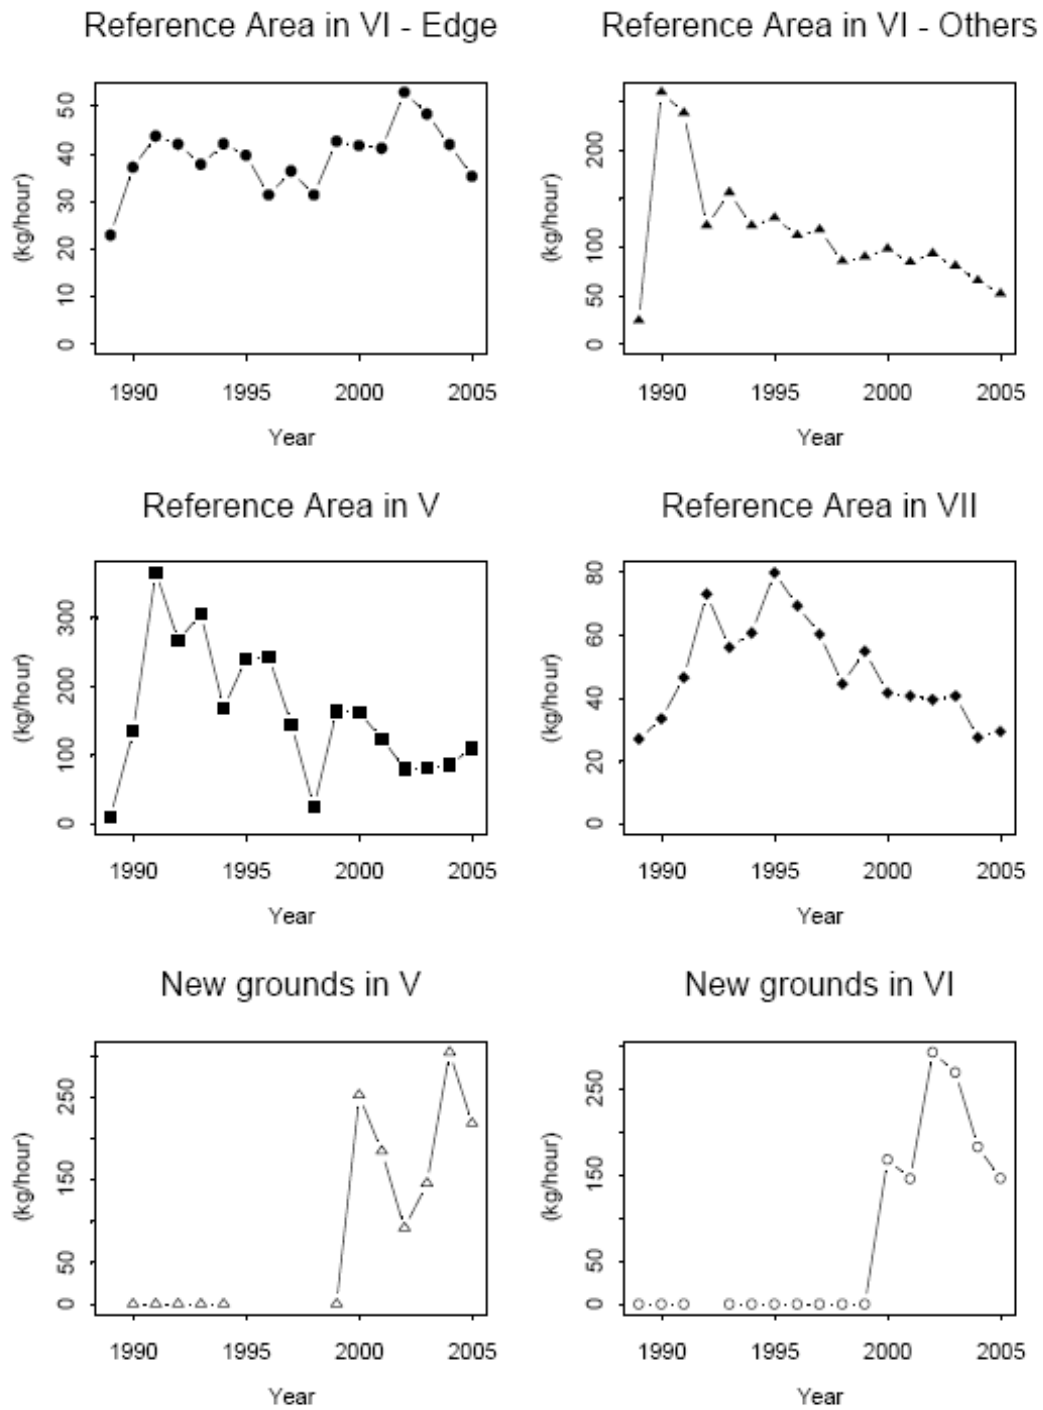 Reference Area in VI - Edge
(kg/hour)
50
40
30
20
10
0
1990 1995 2000 2005
Year
Reference Area in VI - Others
(kg/hour)
200
100
50
0
1990 1995 2000 2005
Year
Reference Area in V
(kg/hour)
300
200
100
0
1990 1995 2000 2005
Year
Reference Area in VII
(kg/hour)
80
60
40
20
0
1990 1995 2000 2005
Year
New grounds in V
(kg/hour)
250
150
50
0
1990 1995 2000 2005
Year
New grounds in VI
(kg/hour)
250
150
50
0
1990 1995 2000 2005
Year